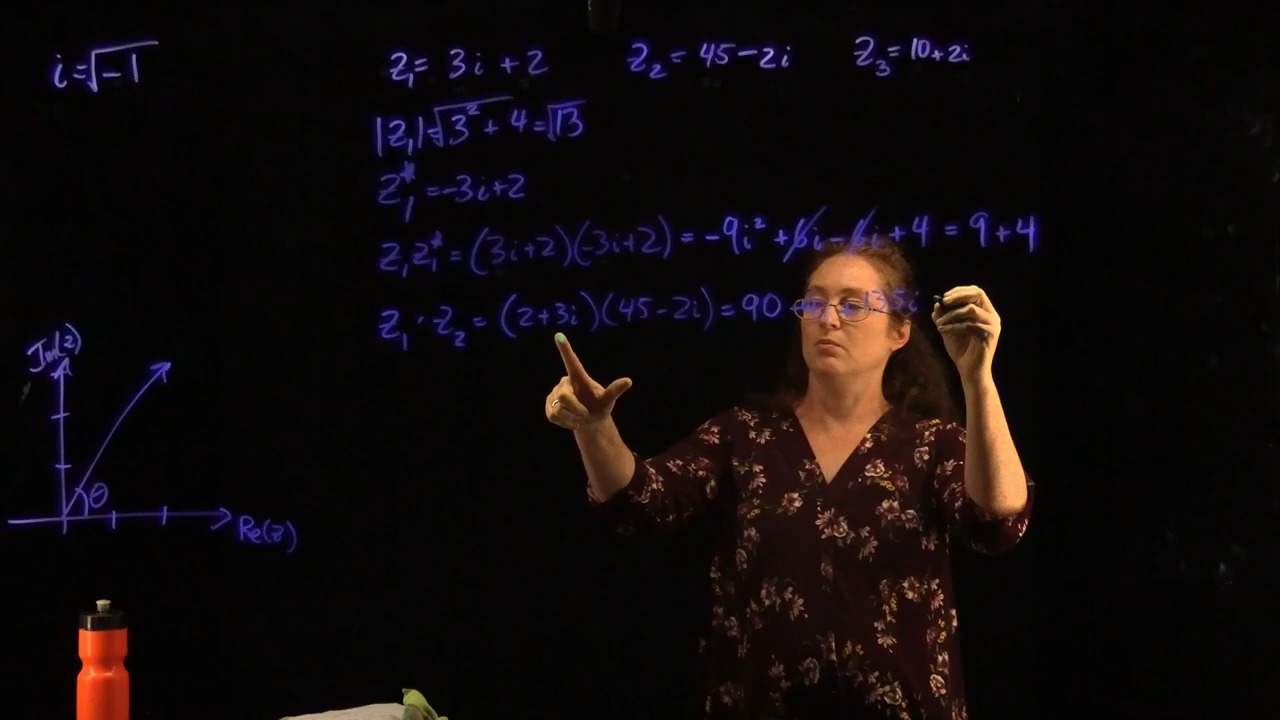 i=√-1
z₁= 3i+2 z₂= 45-2i z₃= 10+2i
|z₁|=√3²+4=√13
z₁*=-3i+2
z₁z₁*=(3i+2)(-3i+2)=-9i²+6i-6i+4=9+4
z₁·z₂=(2+3i)(45-2i)=90 135i
Im(z)
θ
Re(z)